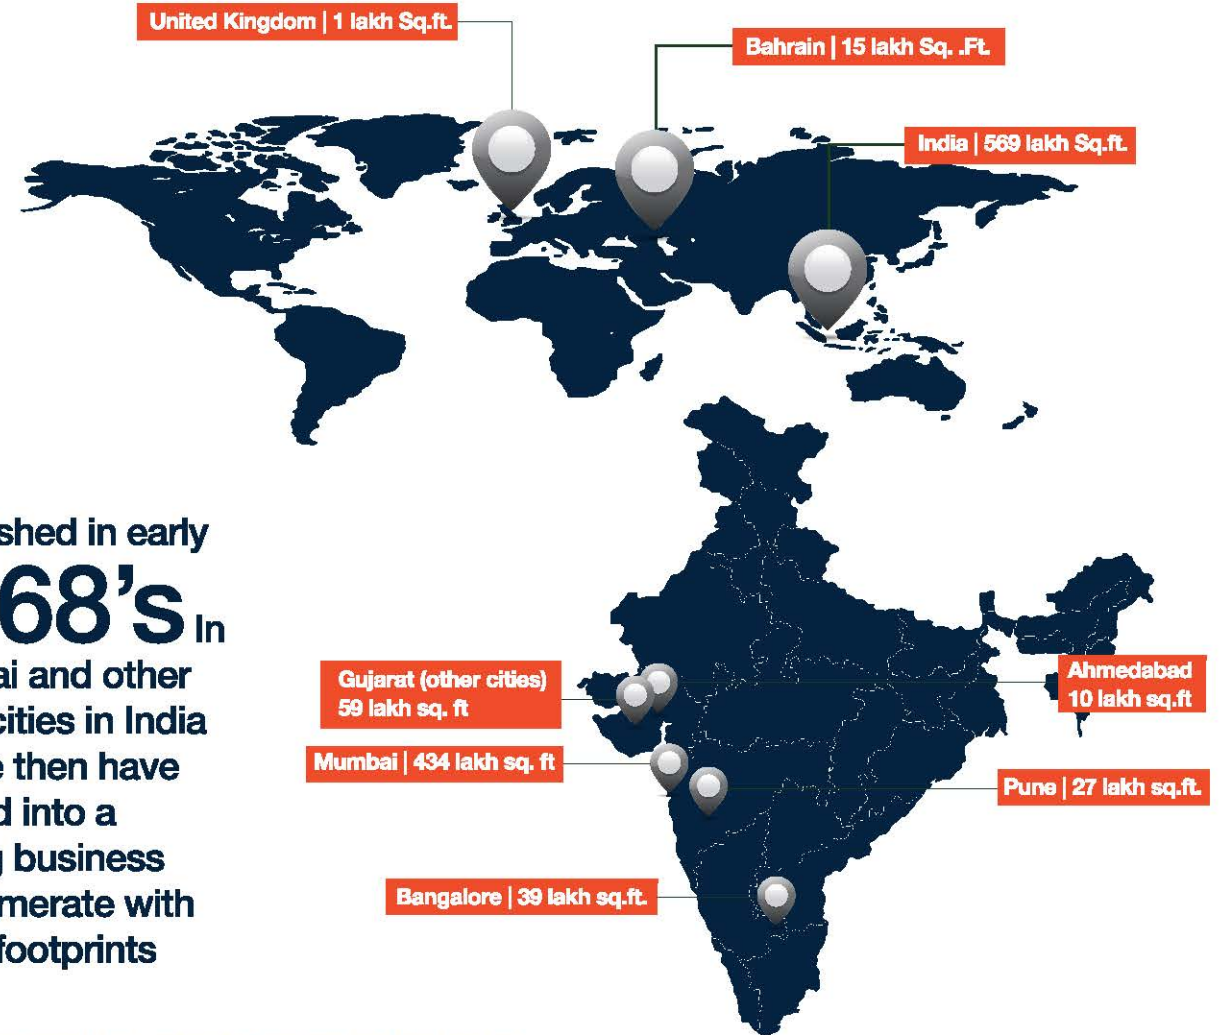 United Kingdom | 1 lakh Sq.ft.
Bahrain | 15 lakh Sq. .Ft.
India | 569 lakh Sq.ft.
shed in early
68's In
ai and other
cities in India
e then have
d into a
g business
merate with
footprints
Gujarat (other cities)
59 lakh sq. ft
Ahmedabad
10 lakh sq.ft
Mumbai | 434 lakh sq. ft
Pune | 27 lakh sq.ft.
Bangalore | 39 lakh sq.ft.